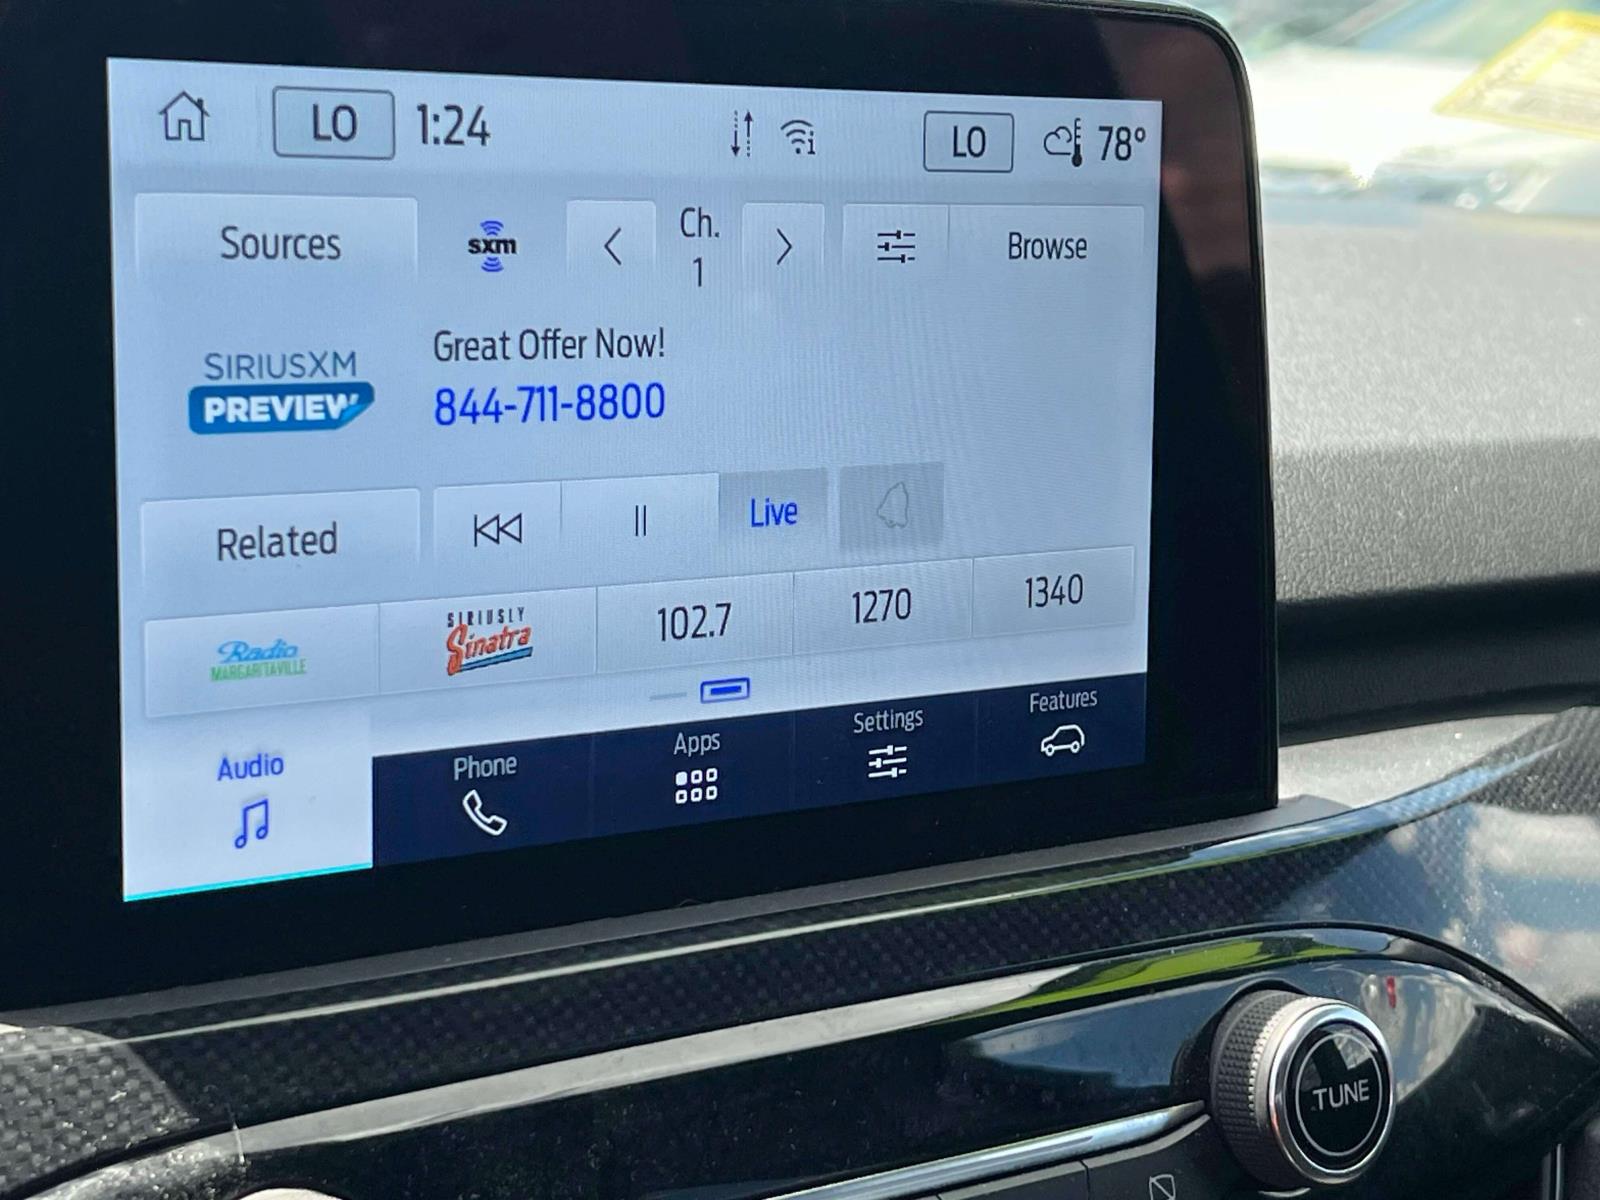 LO 1:24 LO 78°
Sources sxm Ch. 1 Browse
SIRIUSXM
PREVIEW
Great Offer Now!
844-711-8800
Related Live
Radio
MARGARITAVILLE
SIRIUSLY
Sinatra
102.7 1270 1340
Audio Phone Apps Settings Features
TUNE